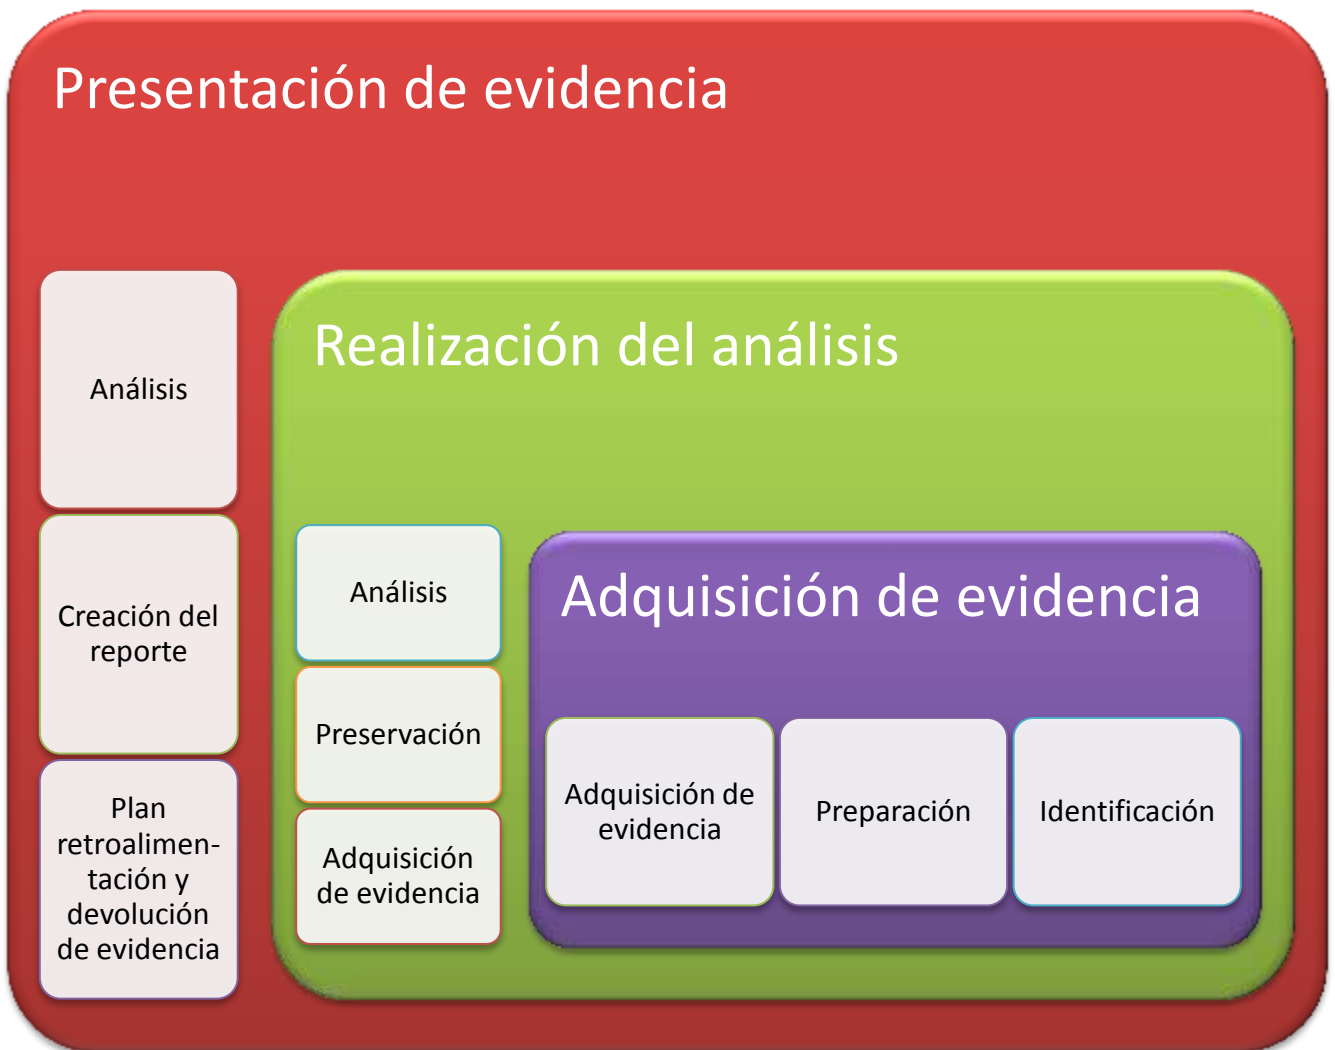 Presentación de evidencia
Análisis
Creación del
reporte
Plan
retroalimen-
tación y
devolución
de evidencia
Realización del análisis
Análisis
Preservación
Adquisición
de evidencia
Adquisición de evidencia
Adquisición de
evidencia
Preparación
Identificación